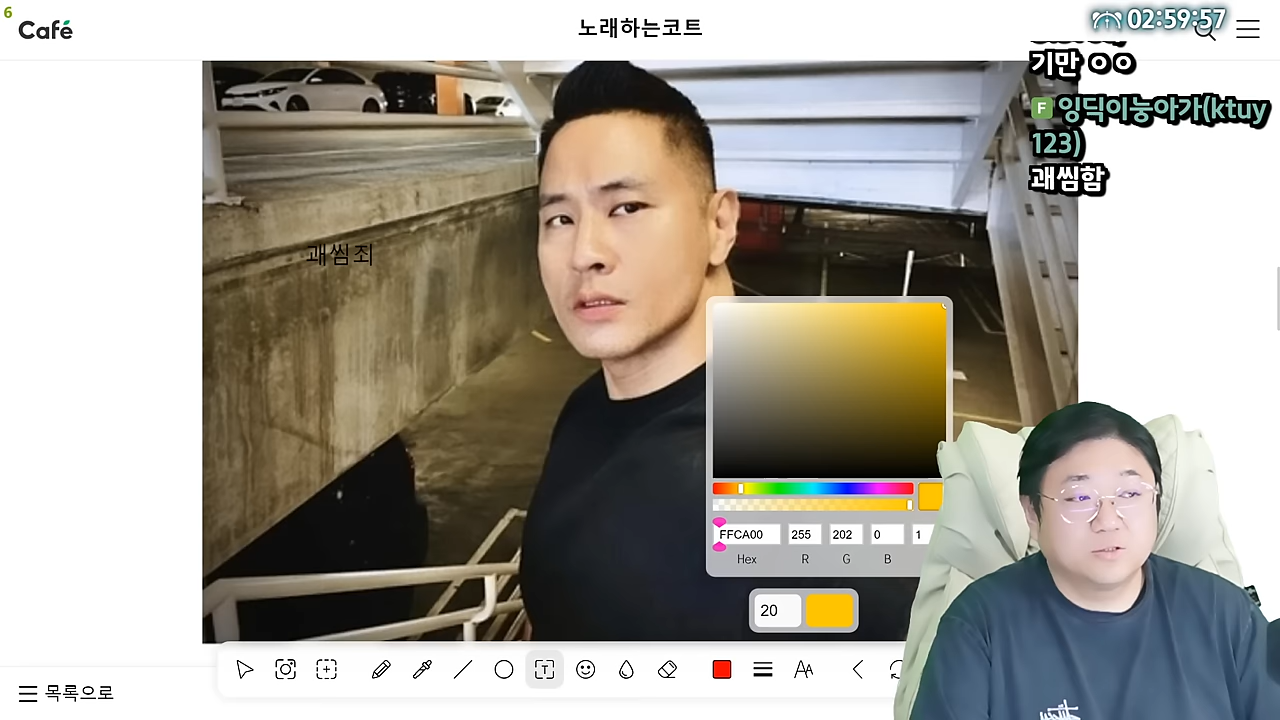 6
Café
노래하는코트
02:59:57
기만 ㅇㅇ
F 잉딕이눙아가(ktuy
123)
괘씸함
괘씸죄
FFCA00 255 202 0 1
Hex R G B
20
T
AA
목록으로